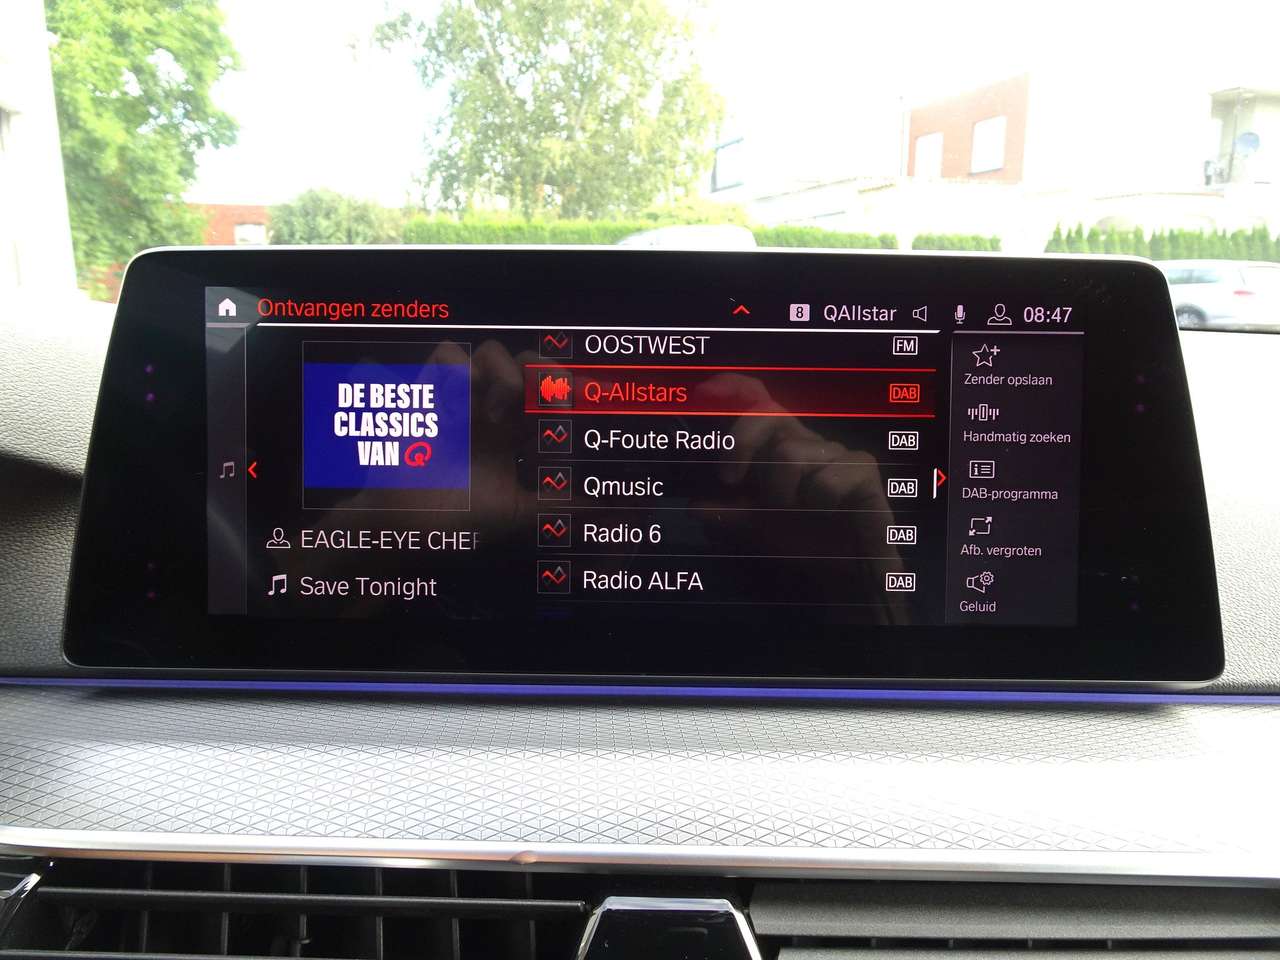 Ontvangen zenders
8 QAllstar 08:47
DE BESTE
CLASSICS
VAN Q
EAGLE-EYE CHE
Save Tonight
OOSTWEST FM
Q-Allstars DAB
Q-Foute Radio DAB
Qmusic DAB
Radio 6 DAB
Radio ALFA DAB
Zender opslaan
Handmatig zoeken
DAB-programma
Afb. vergroten
Geluid